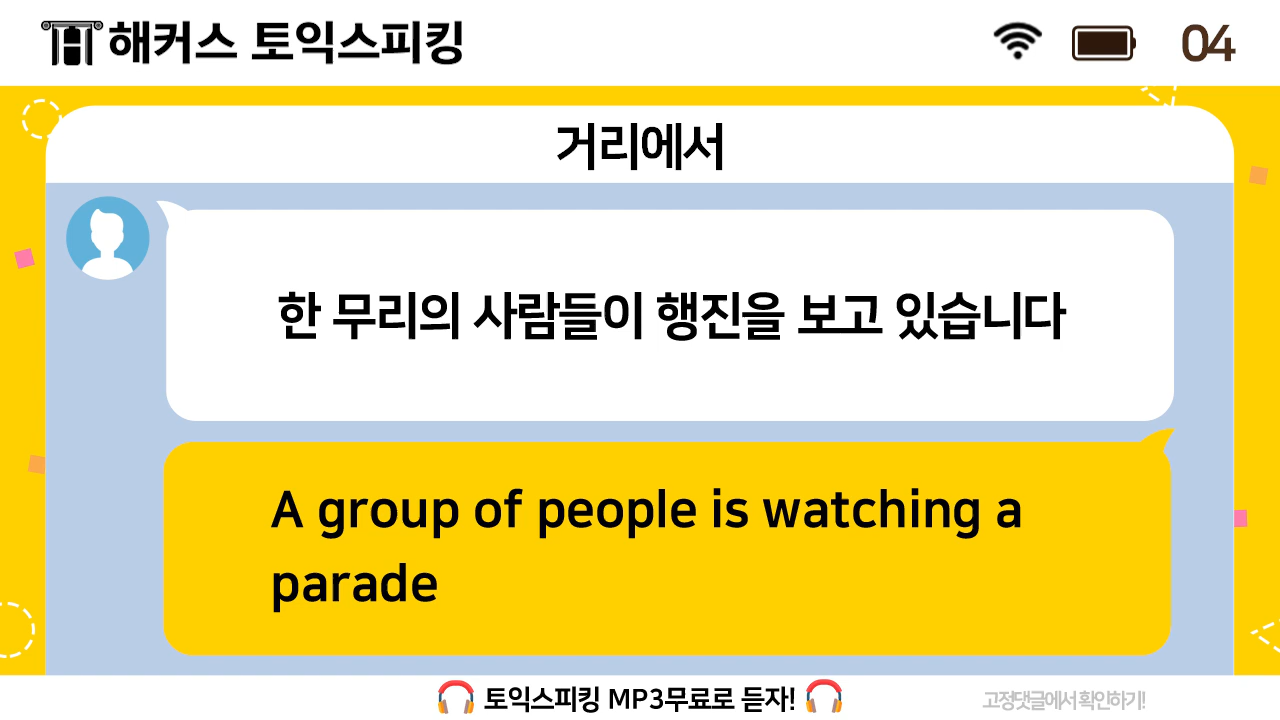 해커스 토익스피킹
04
거리에서
한 무리의 사람들이 행진을 보고 있습니다
A group of people is watching a
parade
토익스피킹 MP3무료로 듣자!
고정댓글에서 확인하기!